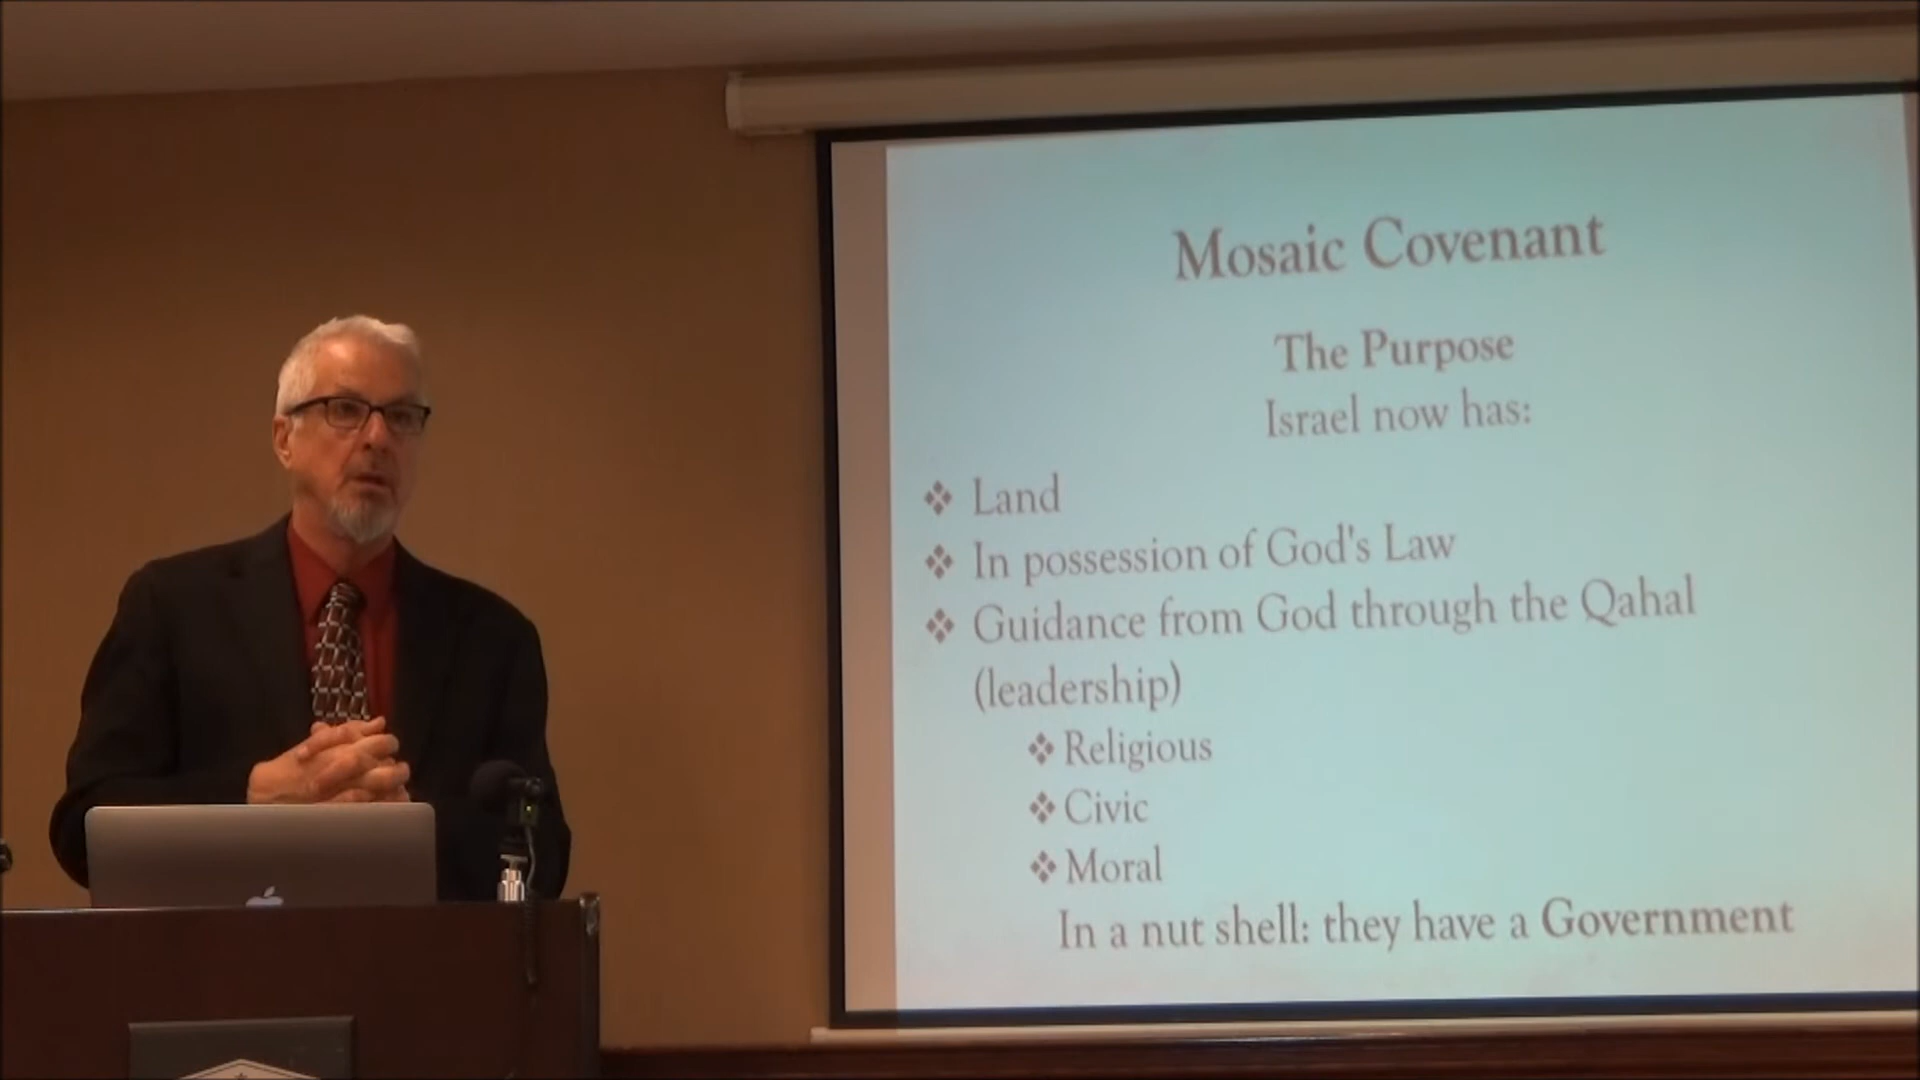 Mosaic Covenant
The Purpose
Israel now has:
❖ Land
❖ In possession of God's Law
❖ Guidance from God through the Qahal
(leadership)
❖ Religious
❖ Civic
❖ Moral
In a nut shell: they have a Government